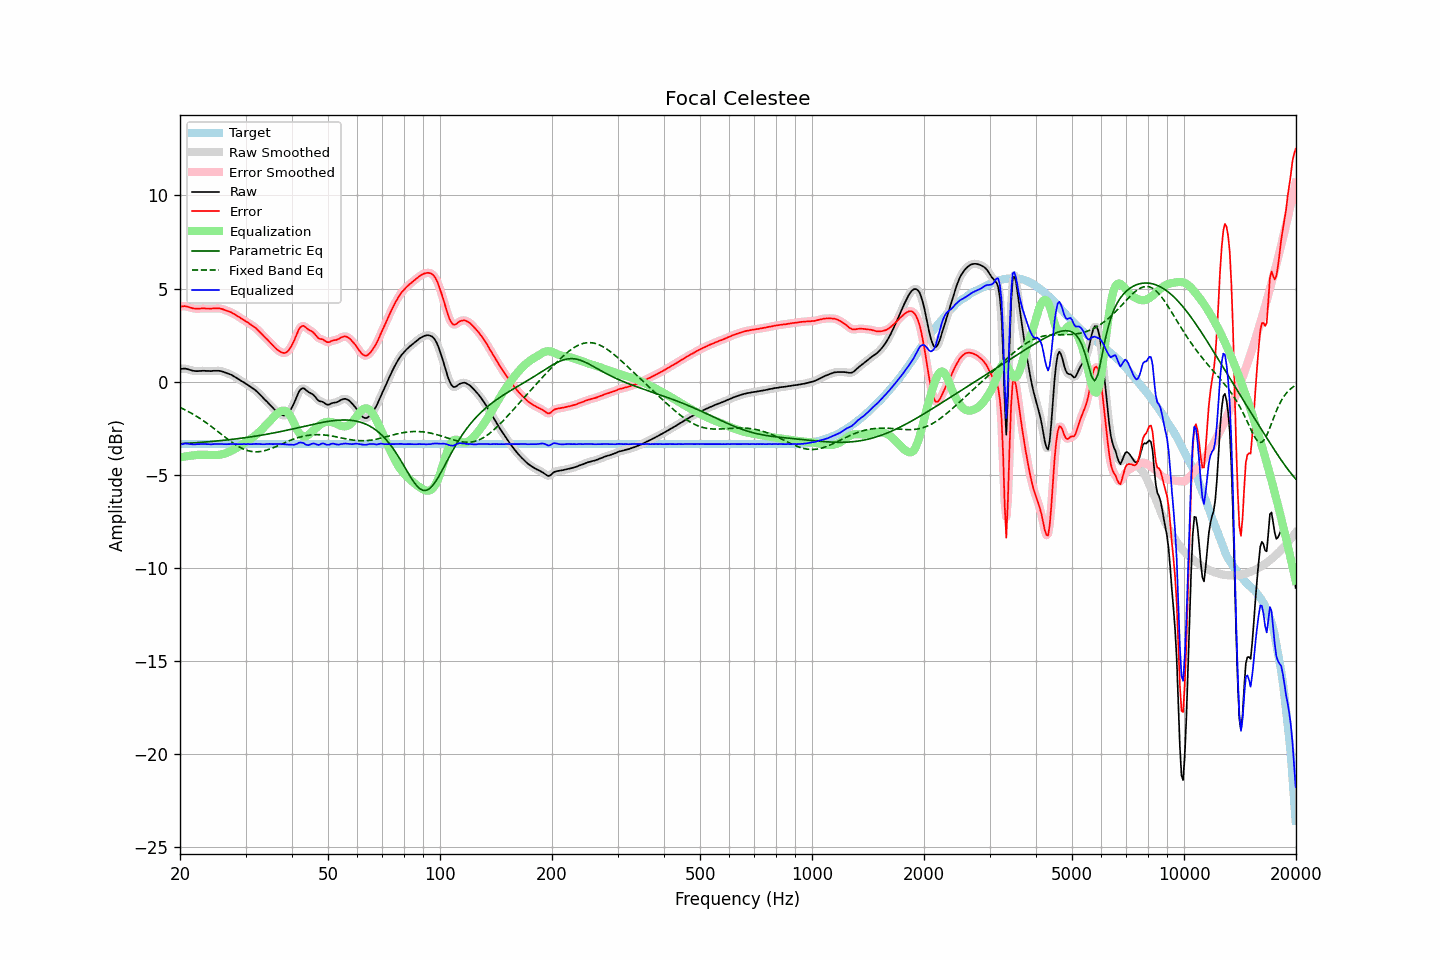 Focal Celestee
Target
Raw Smoothed
Error Smoothed
Raw
Error
Equalization
Parametric Eq
Fixed Band Eq
Equalized
10
5
0
−5
−10
−15
−20
−25
Amplitude (dBr)
20 50 100 200 500 1000 2000 5000 10000 20000
Frequency (Hz)